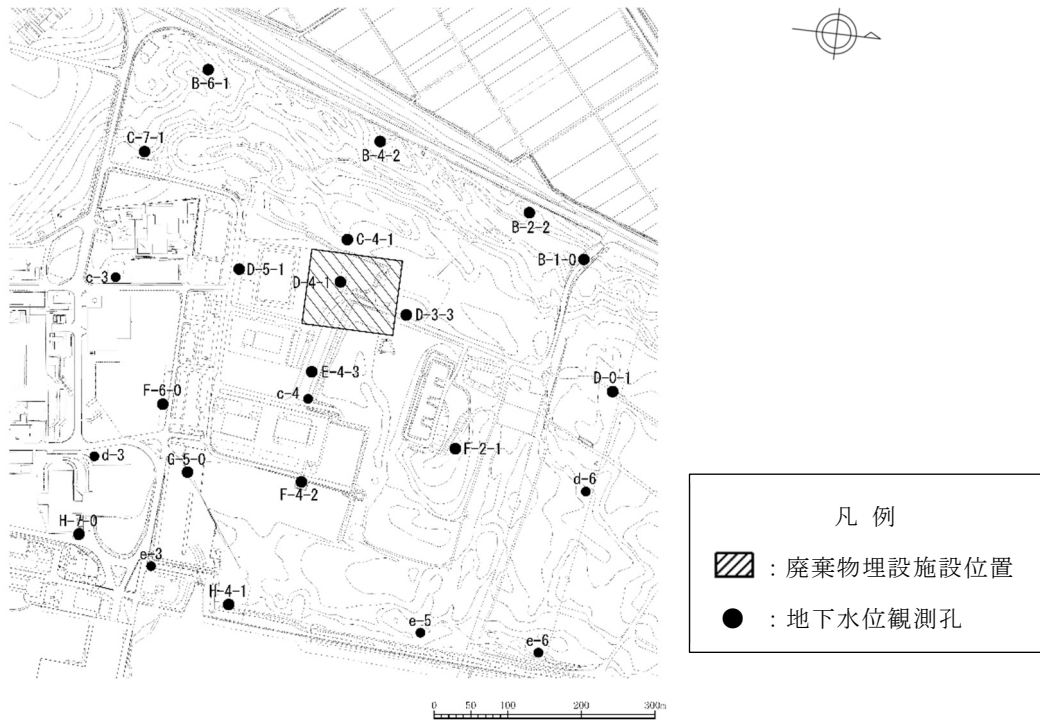 B-6-1
C-7-1
B-4-2
B-2-2
C-4-1
B-1-0
D-5-1
c-3
D-4-1
D-3-3
E-4-3
c-4
D-0-1
F-6-0
F-2-1
d-3
G-5-0
F-4-2
d-6
H-7-0
e-3
H-4-1
e-5
e-6
凡 例
：廃棄物埋設施設位置
：地下水位観測孔
0 50 100 200 300m